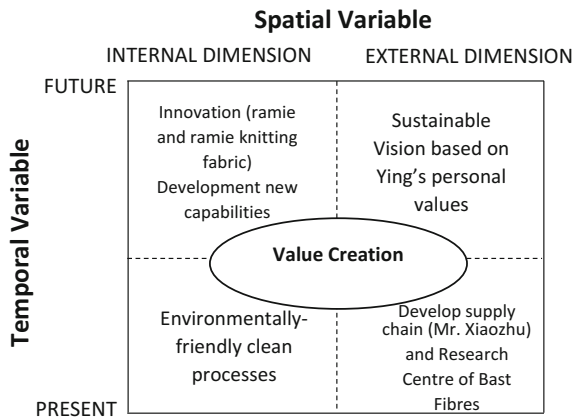 Spatial Variable
INTERNAL DIMENSION
EXTERNAL DIMENSION
FUTURE
Temporal Variable
Innovation (ramie
and ramie knitting
fabric)
Development new
capabilities
Sustainable
Vision based on
Ying's personal
values
Value Creation
Environmentally-
friendly clean
processes
Develop supply
chain (Mr. Xiaozhu)
and Research
Centre of Bast
Fibres
PRESENT